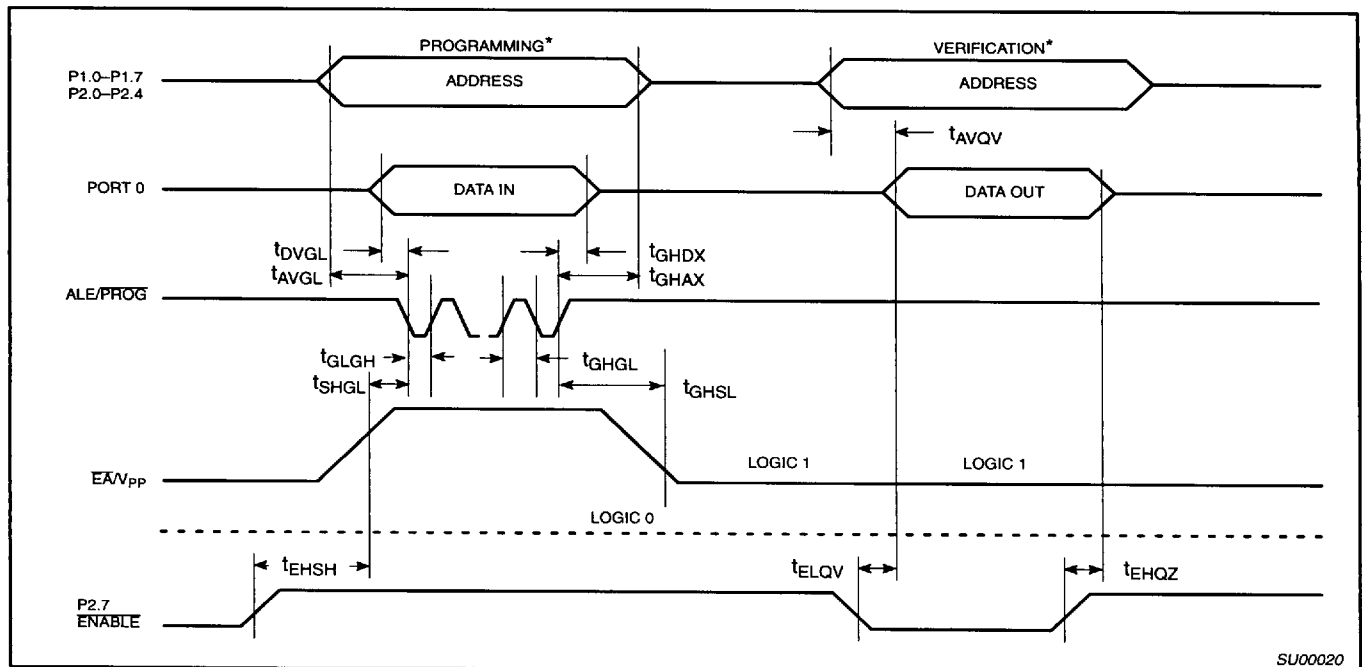 PROGRAMMING*
VERIFICATION*
P1.0–P1.7
P2.0–P2.4
ADDRESS
ADDRESS
tAVQV
PORT 0
DATA IN
DATA OUT
tDVGL
tGHDX
tAVGL
tGHAX
ALE/PROG
tGLGH
tGHGL
tSHGL
tGHSL
EA/VPP
LOGIC 1
LOGIC 1
LOGIC 0
tEHSH
tELQV
tEHQZ
P2.7
ENABLE
SU00020